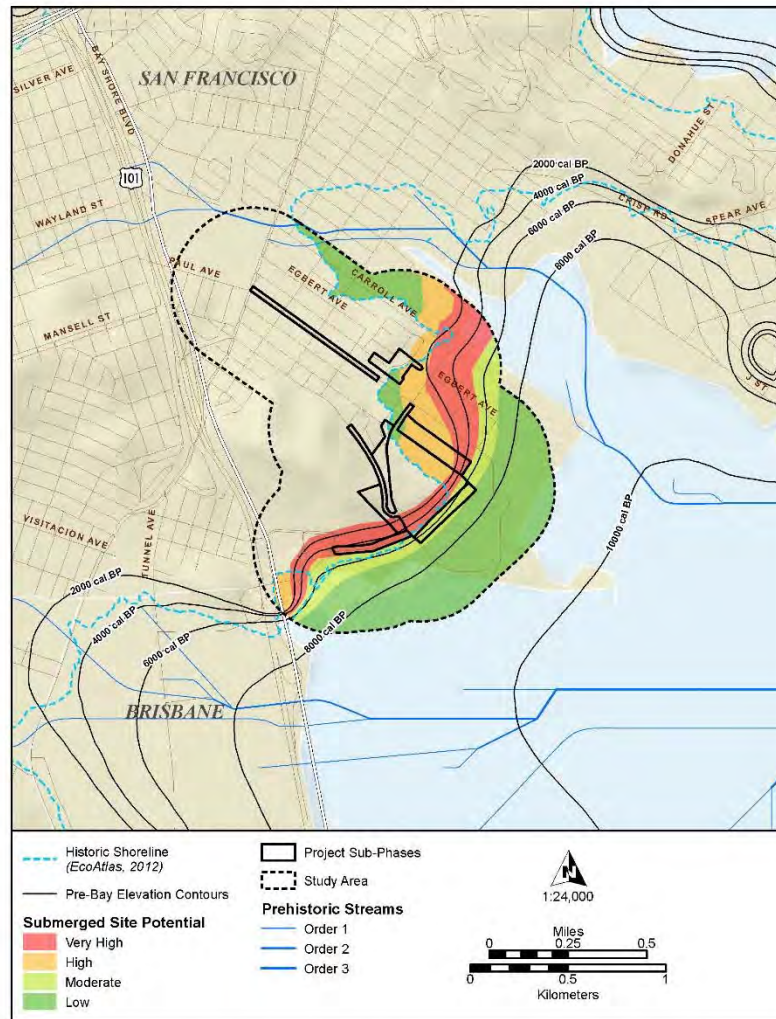 SAN FRANCISCO
SILVER AVE
BAY SHORE BLVD
101
WAYLAND ST
PAUL AVE
EGBERT AVE
CARROLL AVE
MANSELL ST
DONAHUE ST
2000 cal BP
4000 cal BP
6000 cal BP
8000 cal BP
CRISP RD
SPEAR AVE
J ST
EGBERT AVE
VISITACION AVE
TUNNEL AVE
2000 cal BP
4000 cal BP
6000 cal BP
8000 cal BP
10000 cal BP
BRISBANE
Historic Shoreline
(EcoAtlas, 2012)
Pre-Bay Elevation Contours
Submerged Site Potential
Very High
High
Moderate
Low
Project Sub-Phases
Study Area
Prehistoric Streams
Order 1
Order 2
Order 3
N
1:24,000
Miles
0 0.25 0.5
0 0.5 1
Kilometers